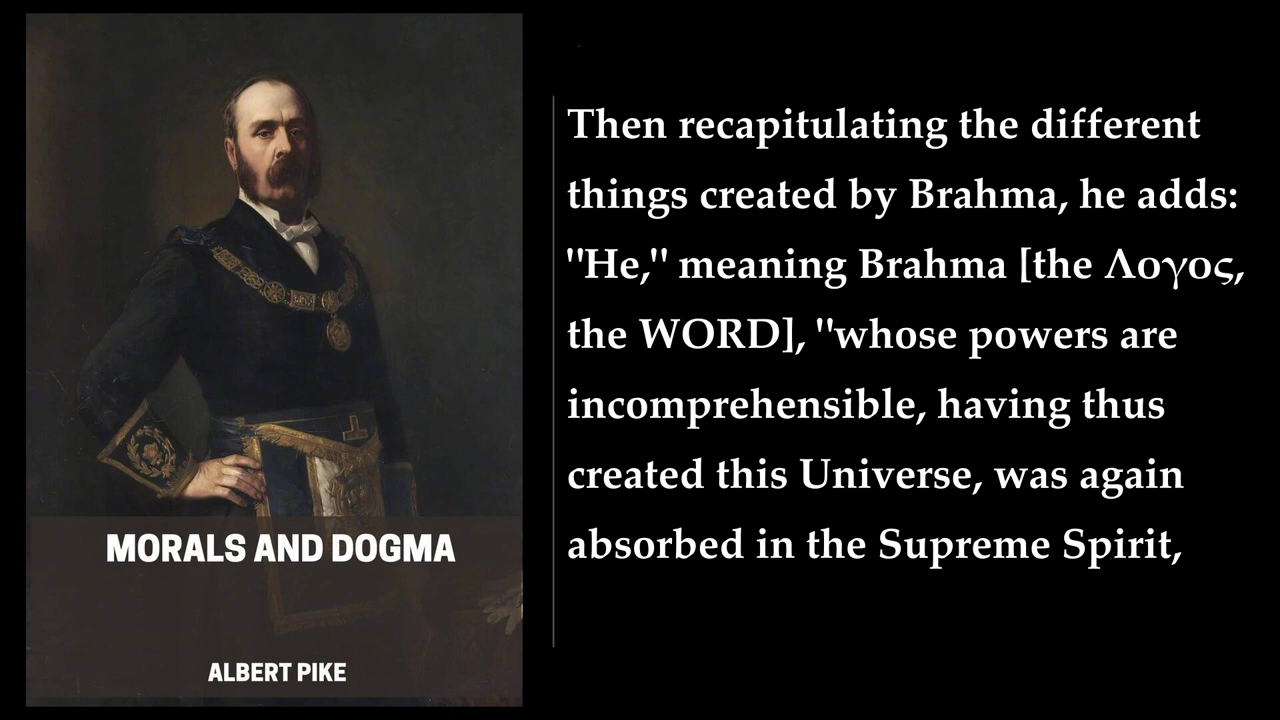 MORALS AND DOGMA
ALBERT PIKE
Then recapitulating the different
things created by Brahma, he adds:
"He," meaning Brahma [the Λογος,
the WORD], "whose powers are
incomprehensible, having thus
created this Universe, was again
absorbed in the Supreme Spirit,